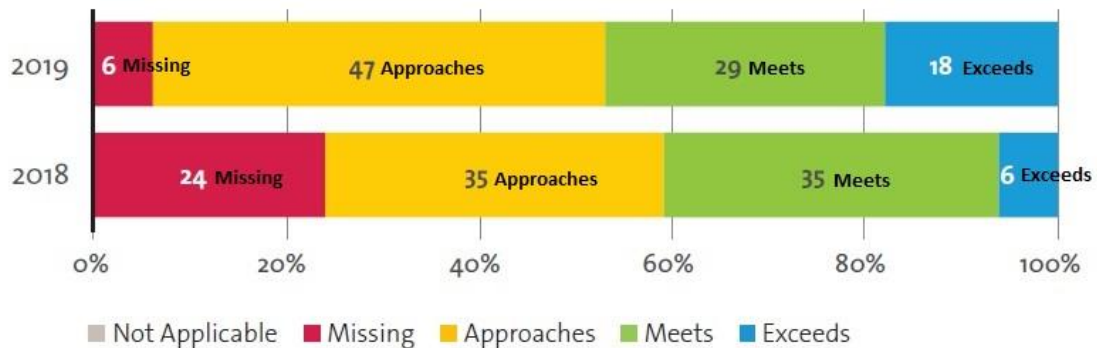 2019 6 Missing 47 Approaches 29 Meets 18 Exceeds
2018 24 Missing 35 Approaches 35 Meets 6 Exceeds
0% 20% 40% 60% 80% 100%
Not Applicable Missing Approaches Meets Exceeds